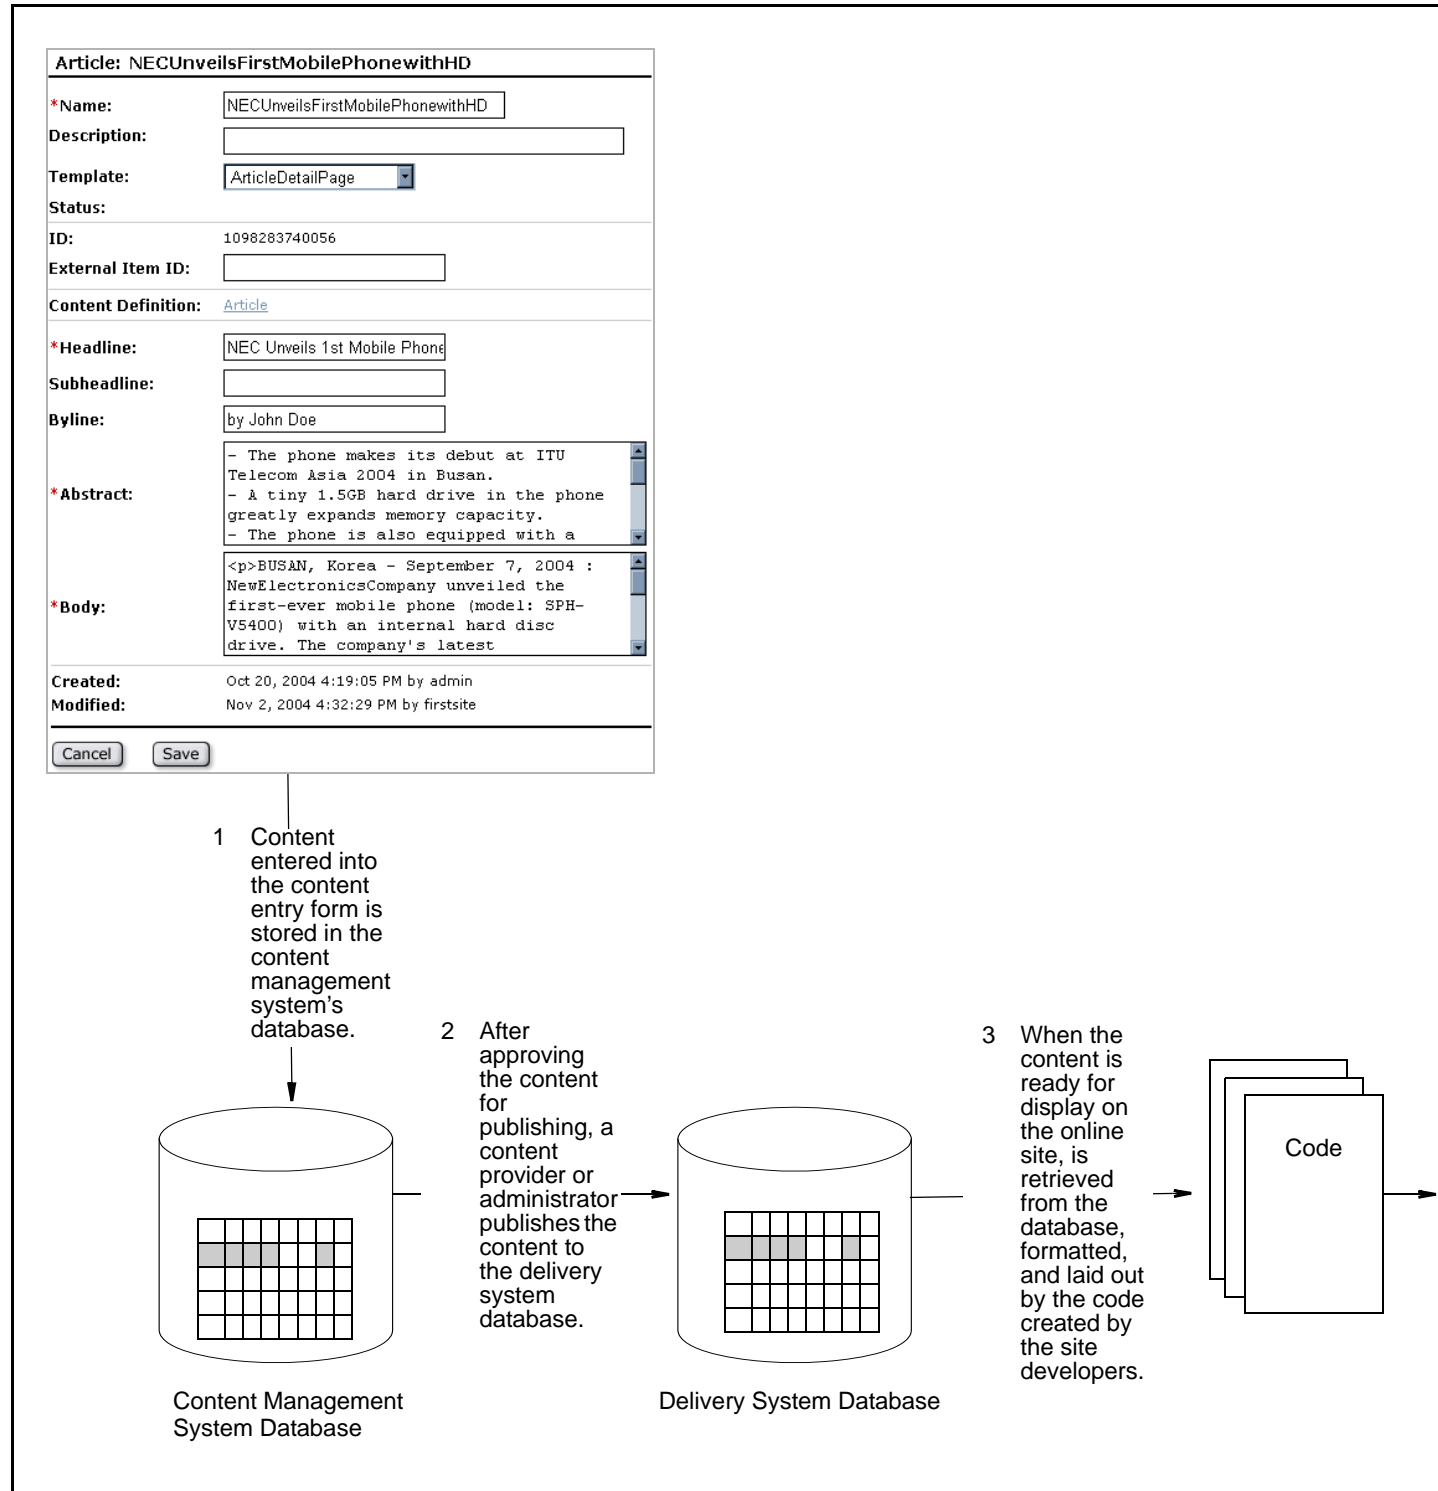 Article: NECUnveilsFirstMobilePhonewithHD
*Name: NECUnveilsFirstMobilePhonewithHD
Description:
Template: ArticleDetailPage
Status:
ID: 1098283740056
External Item ID:
Content Definition: Article
*Headline: NEC Unveils 1st Mobile Phone
Subheadline:
Byline: by John Doe
*Abstract:
- The phone makes its debut at ITU
Telecom Asia 2004 in Busan.
- A tiny 1.5GB hard drive in the phone
greatly expands memory capacity.
- The phone is also equipped with a
*Body:
<p>BUSAN, Korea - September 7, 2004 :
NewElectronicsCompany unveiled the
first-ever mobile phone (model: SPH-
V5400) with an internal hard disc
drive. The company's latest
Created: Oct 20, 2004 4:19:05 PM by admin
Modified: Nov 2, 2004 4:32:29 PM by firstsite
Cancel Save
1 Content
entered into
the content
entry form is
stored in the
content
management
system’s
database.
2 After
approving
the content
for
publishing, a
content
provider or
administrator
publishes the
content to
the delivery
system
database.
3 When the
content is
ready for
display on
the online
site, is
retrieved
from the
database,
formatted,
and laid out
by the code
created by
the site
developers.
Code
Content Management
System Database
Delivery System Database